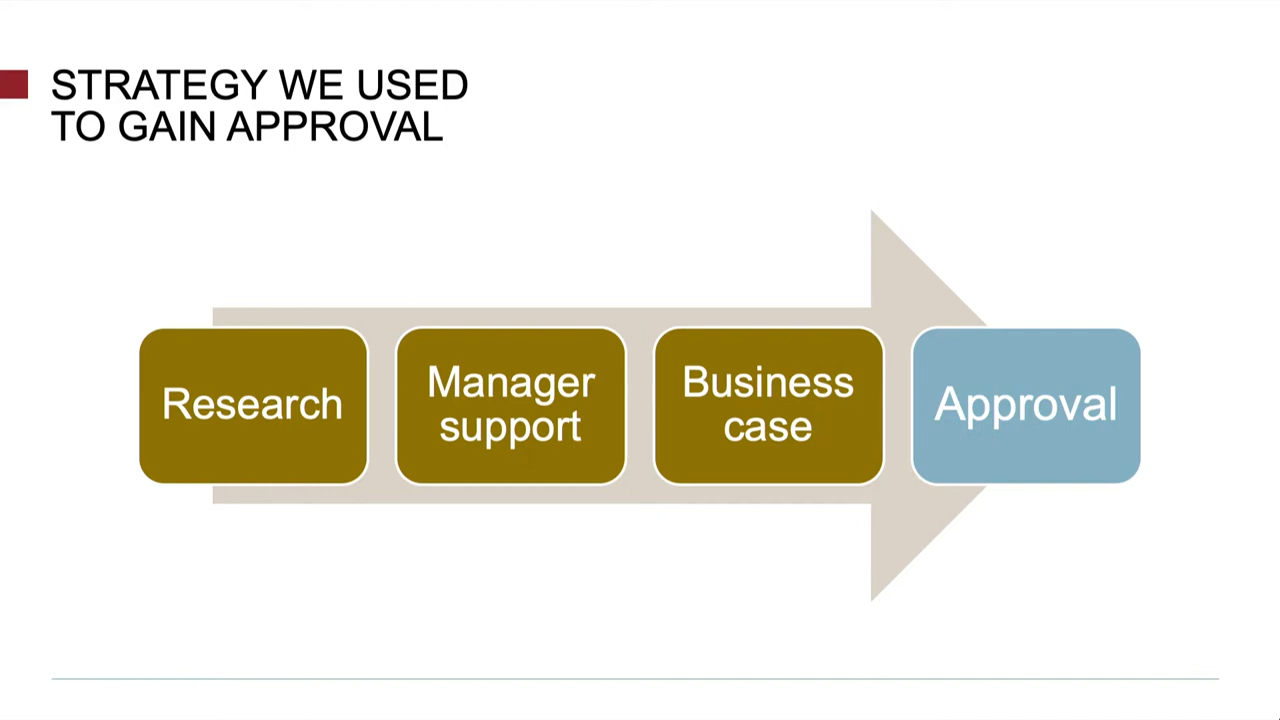 STRATEGY WE USED
TO GAIN APPROVAL
Research
Manager
support
Business
case
Approval